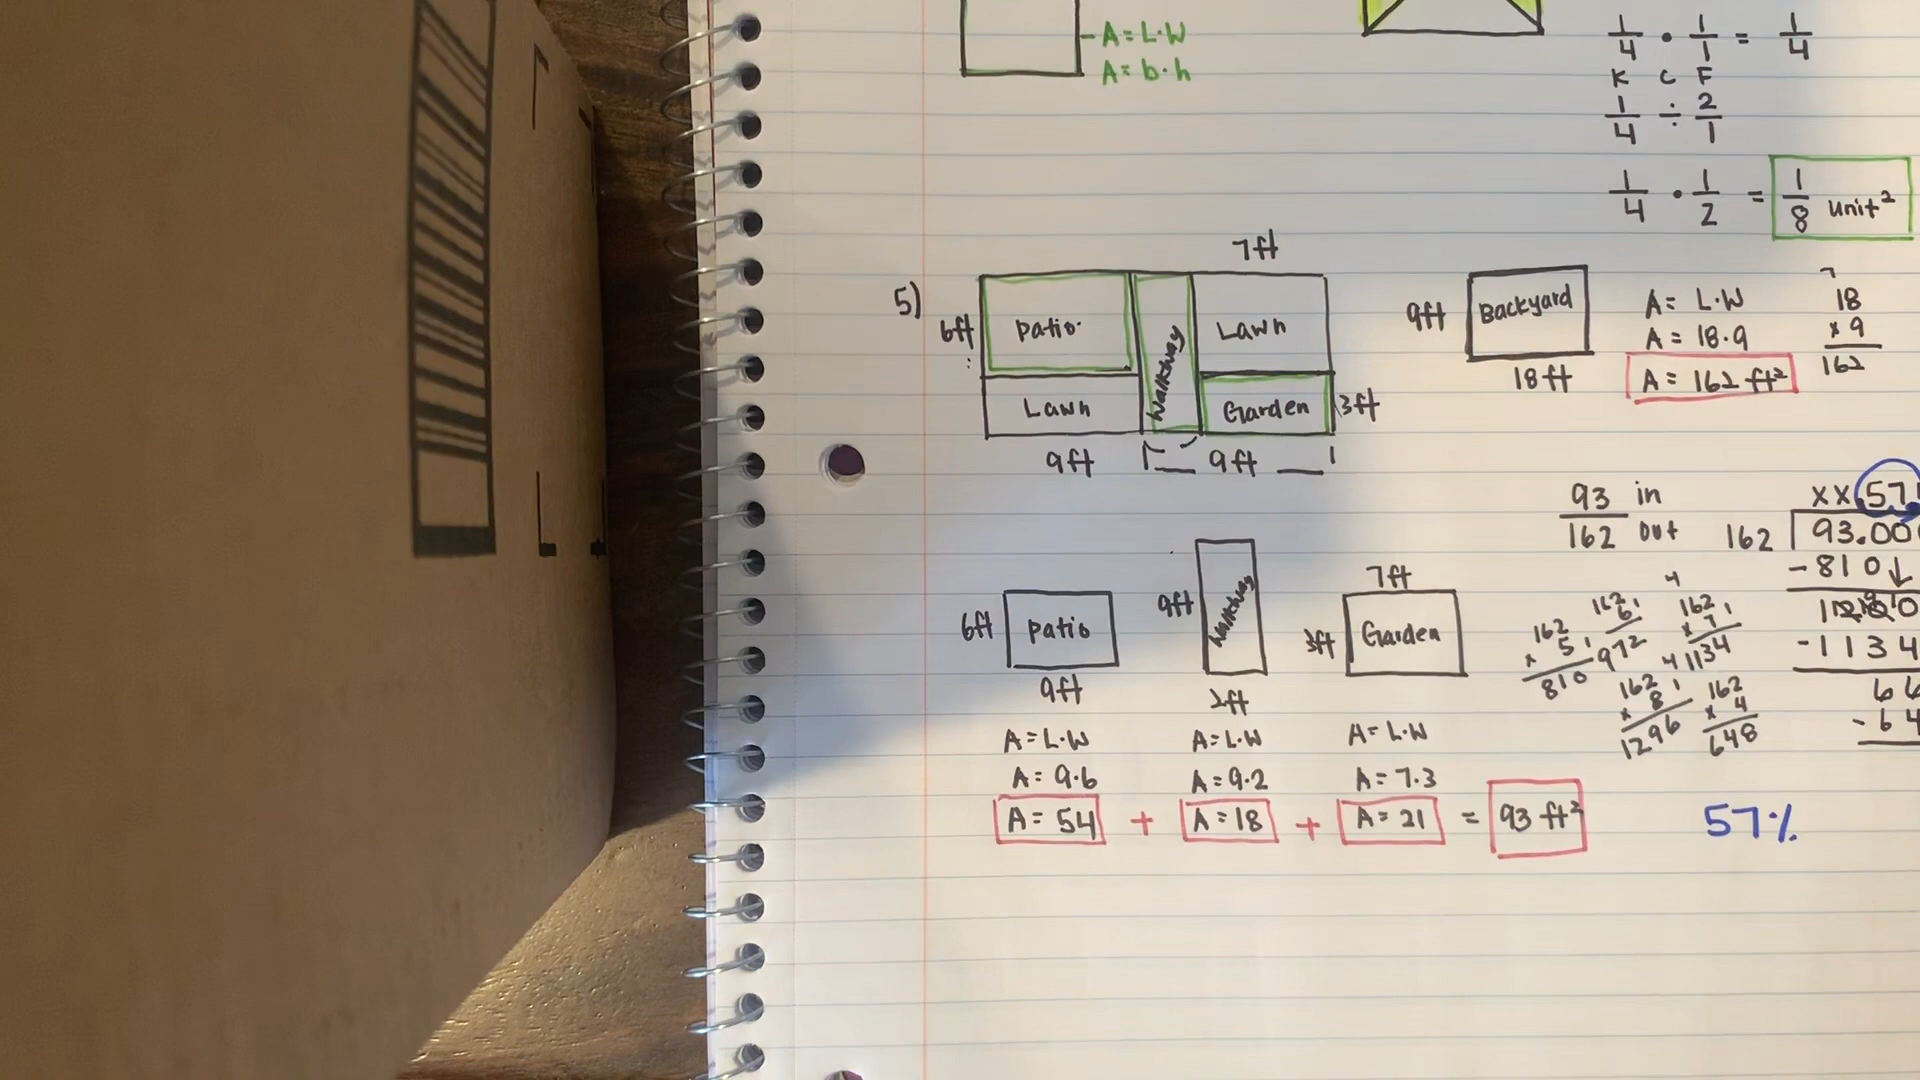 A = L·W
A = b·h
1/4 · 1/1 = 1/4
K C F
1/4 ÷ 2/1
1/4 · 1/2 = 1/8 unit²
5)
7ft
6ft
Patio
Walkway
Lawn
Lawn
Garden
3ft
9ft
9ft
9ft
Backyard
18ft
A = L·W
A = 18·9
A = 162 ft²
7
18
x 9
162
93 in
162 out
xx.57
162 93.00
-810
-1134
4
162
x 5
810
162
6
972
162
x 7
1134
162
x 8
1296
162
x 4
648
6ft
Patio
9ft
A = L·W
A = 9·6
A = 54
9ft
Walkway
2ft
A = L·W
A = 9·2
A = 18
7ft
3ft
Garden
A = L·W
A = 7·3
A = 21
+
+
= 93 ft²
57%